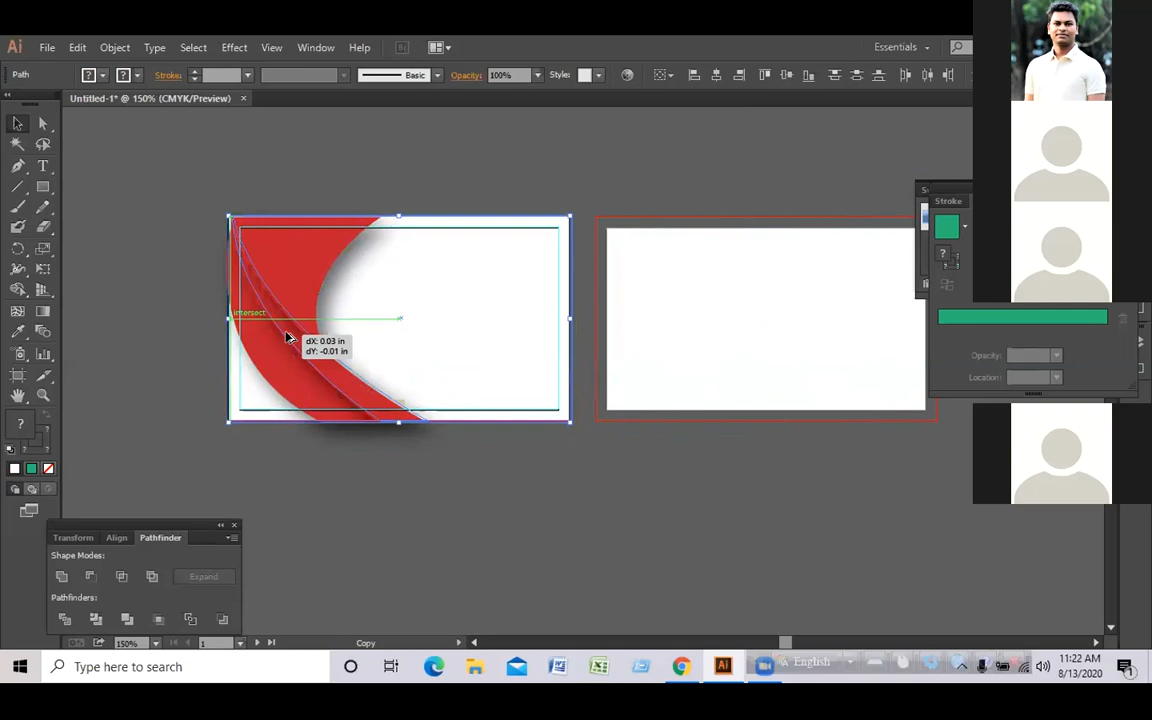 Ai File Edit Object Type Select Effect View Window Help Essentials
Path ? ? Stroke: Basic Opacity: 100% Style:
Untitled-1* @ 150% (CMYK/Preview) ×
Stroke
?
intersect
dX: 0.03 in
dY: -0.01 in
Opacity:
Location:
?
Transform Align Pathfinder
Shape Modes:
Expand
Pathfinders:
150% 1 Copy
Type here to search
English
11:22 AM
8/13/2020